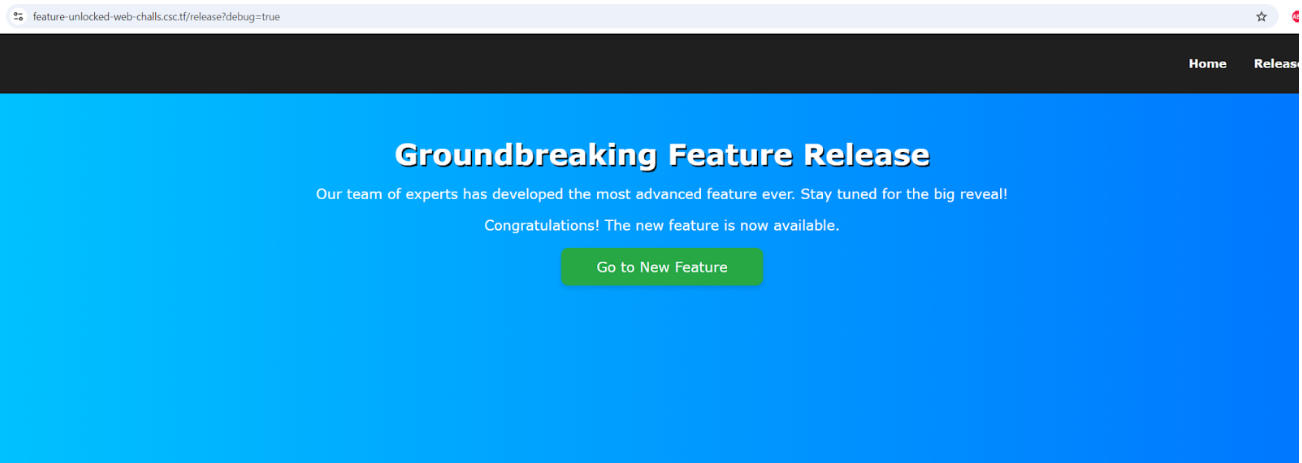 feature-unlocked-web-challs.csc.tf/release?debug=true
Home Release
Groundbreaking Feature Release
Our team of experts has developed the most advanced feature ever. Stay tuned for the big reveal!
Congratulations! The new feature is now available.
Go to New Feature